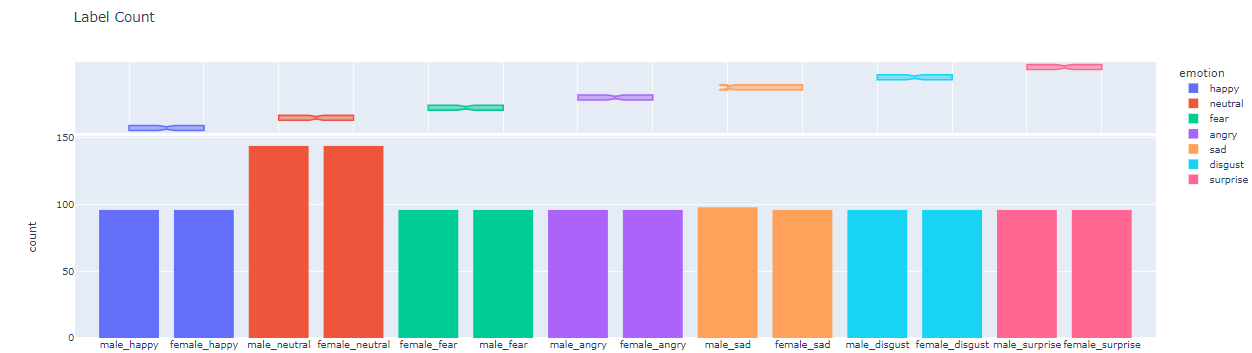 Label Count
emotion
happy
neutral
fear
angry
sad
disgust
surprise
150
100
50
0
count
male_happy female_happy male_neutral female_neutral female_fear male_fear male_angry female_angry male_sad female_sad male_disgust female_disgust male_surprise female_surprise